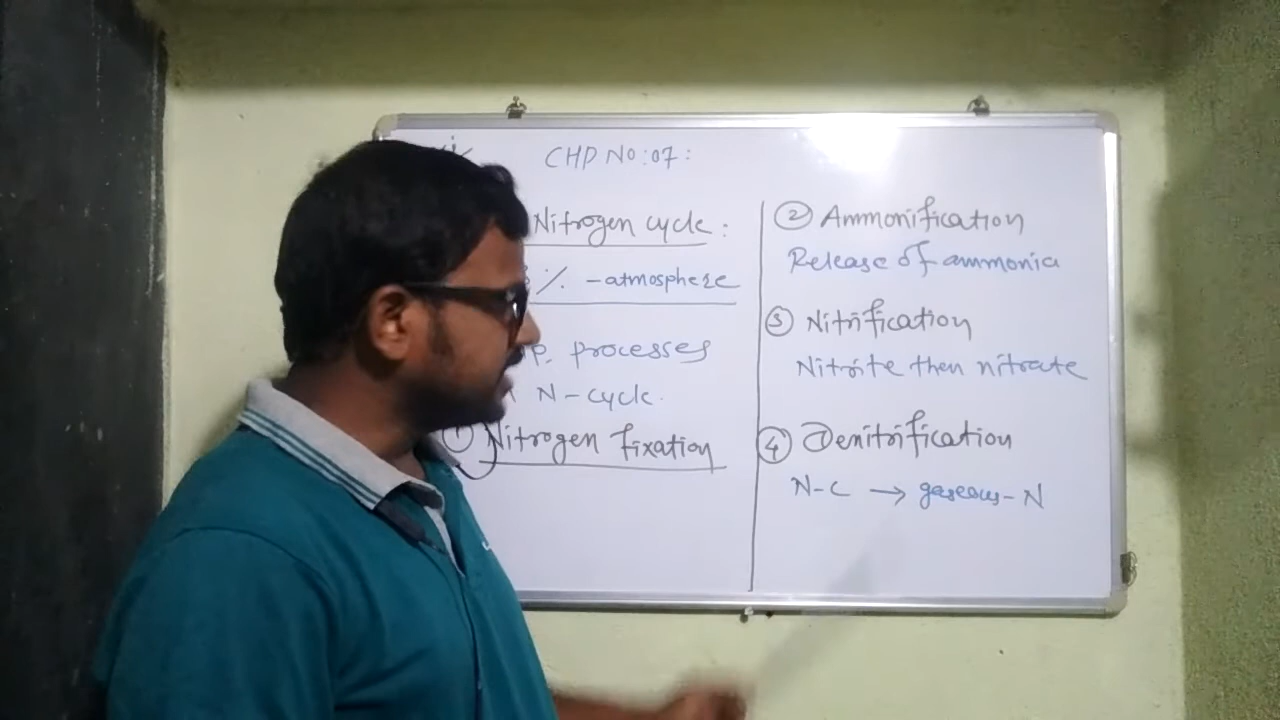 CHP NO:07:
Nitrogen cycle:
% - atmosphere
processes
N-cycle.
① Nitrogen fixation
② Ammonification
Release of ammonia
③ Nitrification
Nitrite then nitrate
④ Denitrification
N-C → gaseous-N